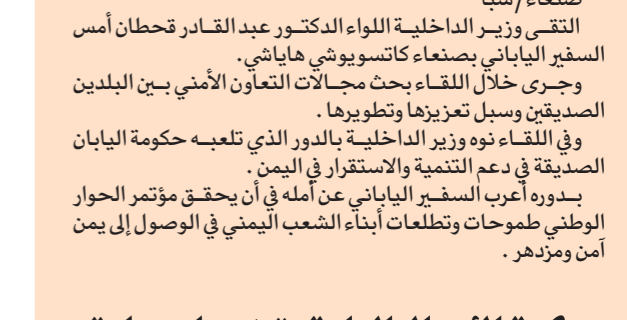 صنعاء/سبأ
التقى وزير الداخلية اللواء الدكتور عبد القادر قحطان أمس
السفير الياباني بصنعاء كاتسويوشي هاياشي.
وجرى خلال اللقاء بحث مجالات التعاون الأمني بين البلدين
الصديقين وسبل تعزيزها وتطويرها .
وفي اللقاء نوه وزير الداخلية بالدور الذي تلعبه حكومة اليابان
الصديقة في دعم التنمية والاستقرار في اليمن .
بدوره أعرب السفير الياباني عن أمله في أن يحقق مؤتمر الحوار
الوطني طموحات وتطلعات أبناء الشعب اليمني في الوصول إلى يمن
آمن ومزدهر .